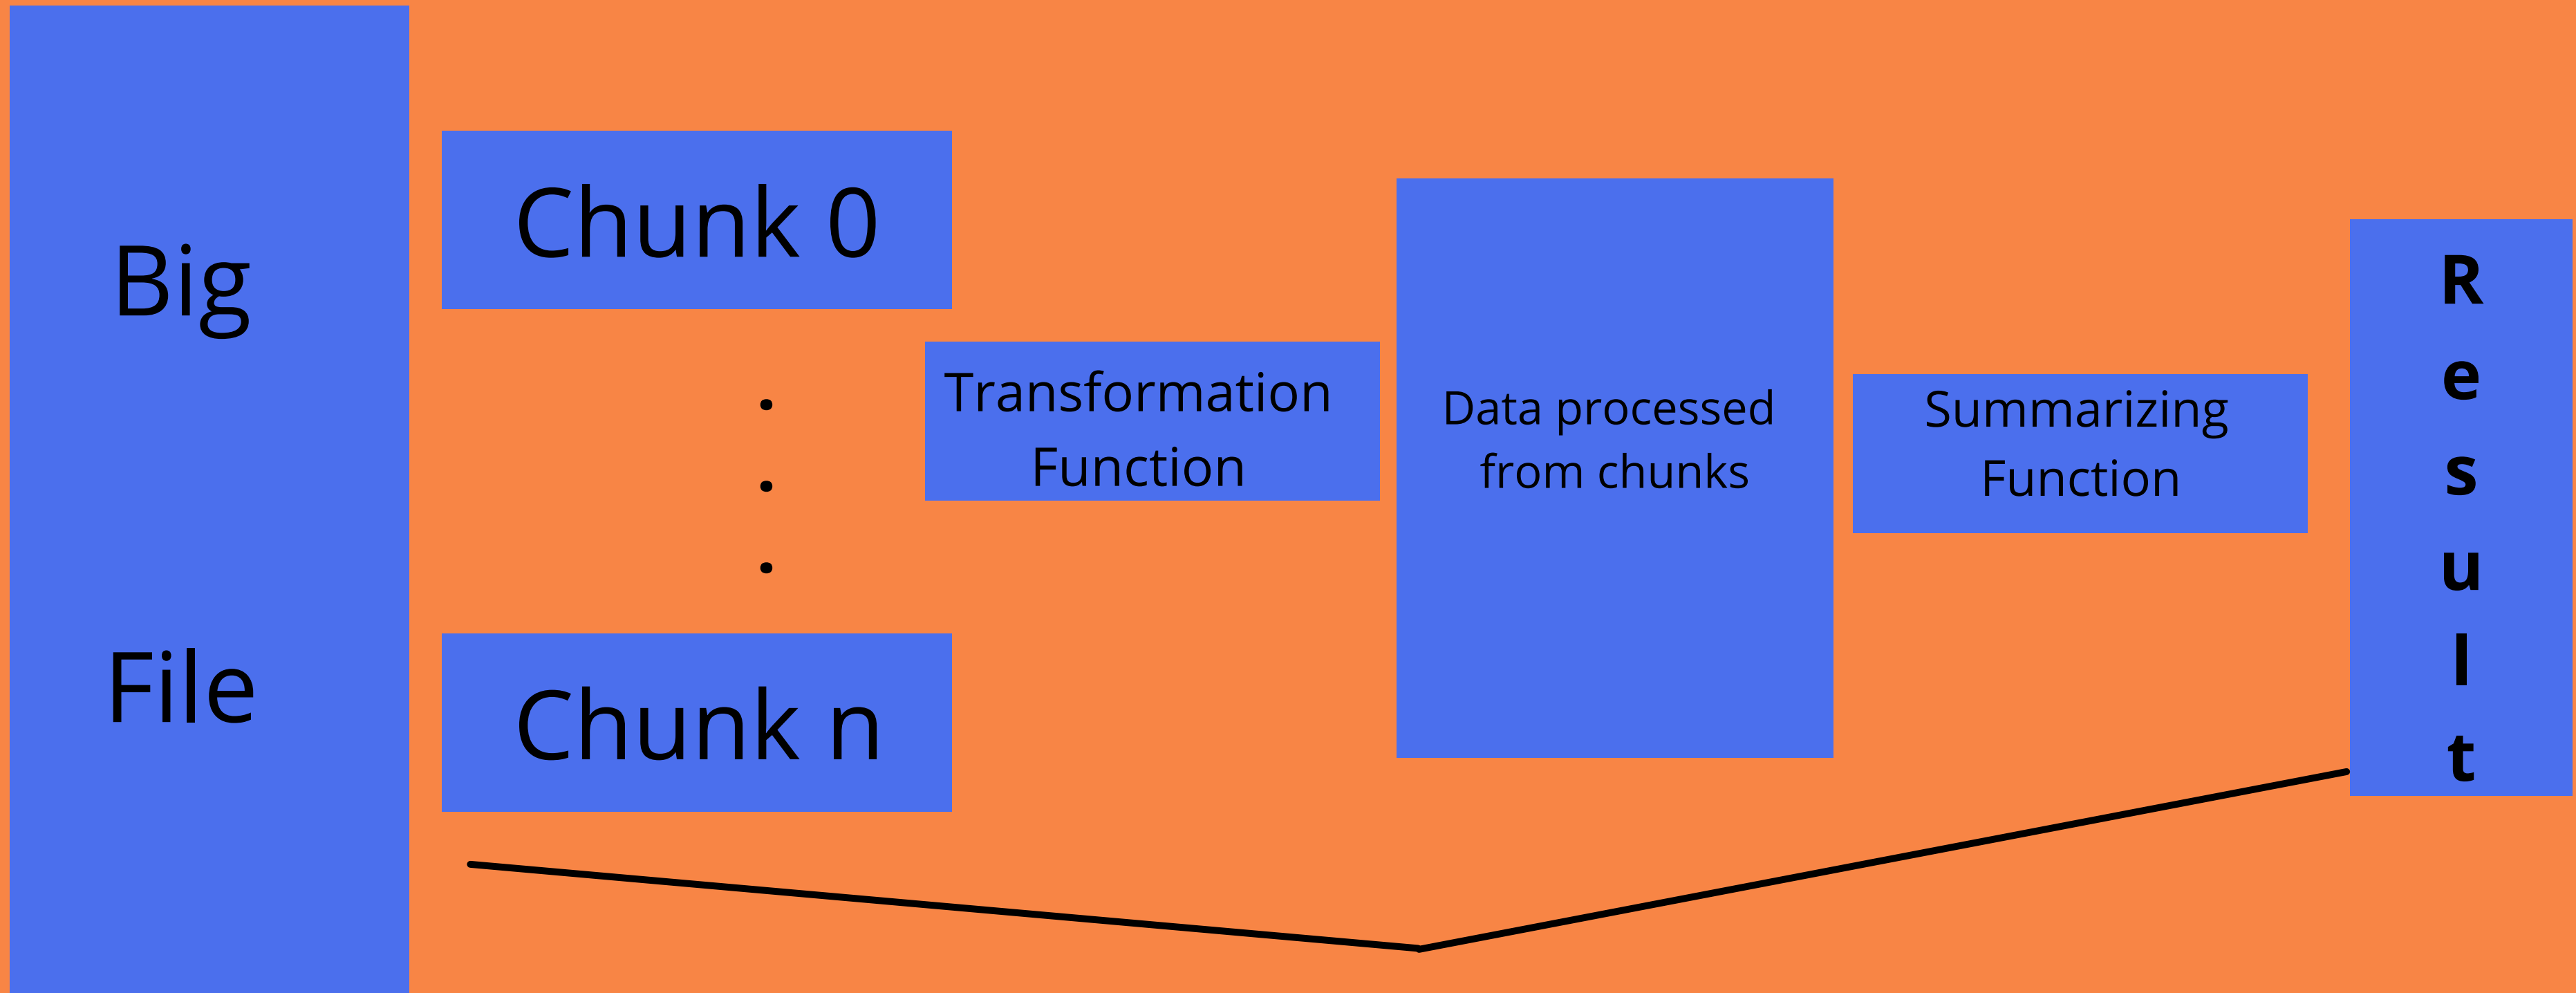 Big
File
Chunk 0
.
.
.
Chunk n
Transformation
Function
Data processed
from chunks
Summarizing
Function
R
e
s
u
l
t